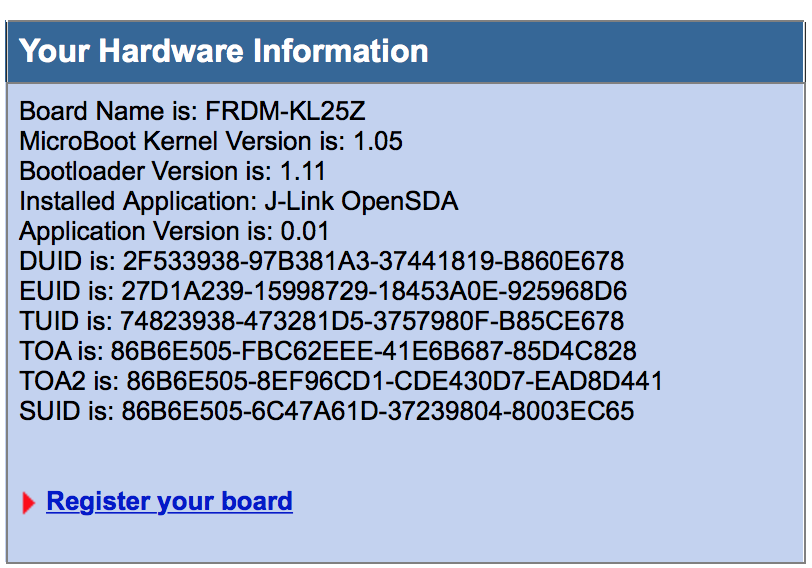 Your Hardware Information
Board Name is: FRDM-KL25Z
MicroBoot Kernel Version is: 1.05
Bootloader Version is: 1.11
Installed Application: J-Link OpenSDA
Application Version is: 0.01
DUID is: 2F533938-97B381A3-37441819-B860E678
EUID is: 27D1A239-15998729-18453A0E-925968D6
TUID is: 74823938-473281D5-3757980F-B85CE678
TOA is: 86B6E505-FBC62EEE-41E6B687-85D4C828
TOA2 is: 86B6E505-8EF96CD1-CDE430D7-EAD8D441
SUID is: 86B6E505-6C47A61D-37239804-8003EC65
Register your board